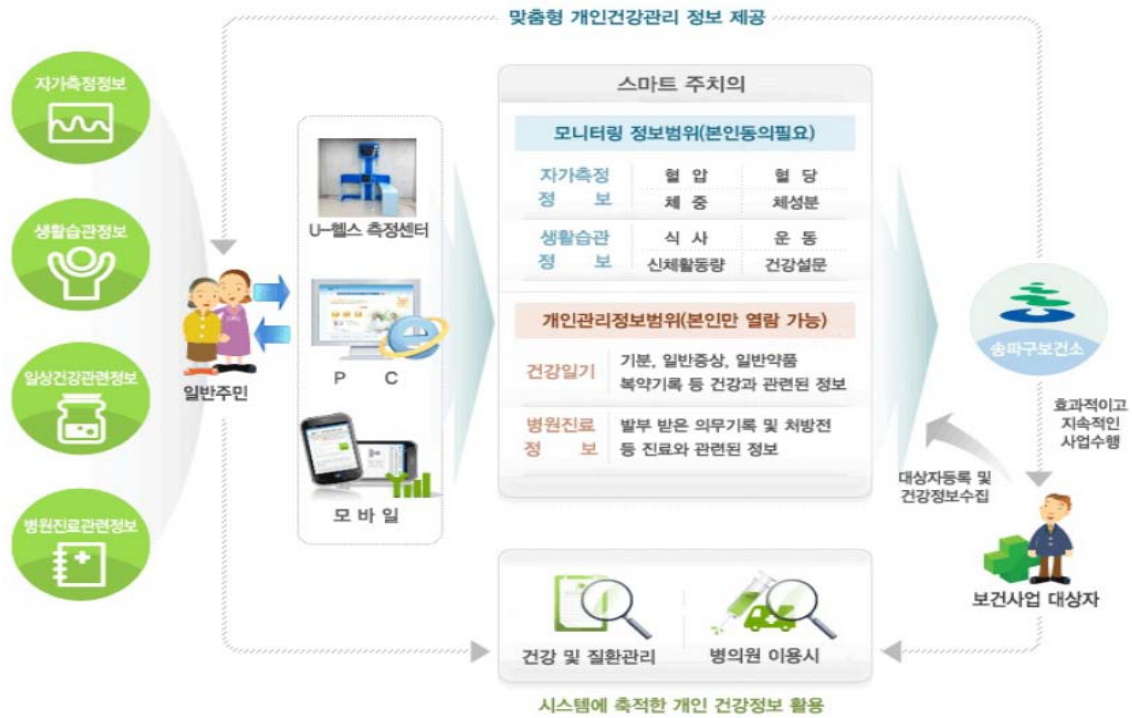 맞춤형 개인건강관리 정보 제공
자가측정정보
생활습관정보
일상건강관련정보
병원진료관련정보
일반주민
U-헬스 측정센터
P C
모 바 일
스마트 주치의
모니터링 정보범위(본인동의필요)
자가측정
정 보
혈 압
혈 당
체 중
체성분
생활습관
정 보
식 사
운 동
신체활동량
건강설문
개인관리정보범위(본인만 열람 가능)
건강일기
기분, 일반증상, 일반약품
복약기록 등 건강과 관련된 정보
병원진료
정 보
발부 받은 의무기록 및 처방전
등 진료와 관련된 정보
송파구보건소
효과적이고
지속적인
사업수행
대상자등록 및
건강정보수집
보건사업 대상자
건강 및 질환관리
병의원 이용시
시스템에 축적한 개인 건강정보 활용